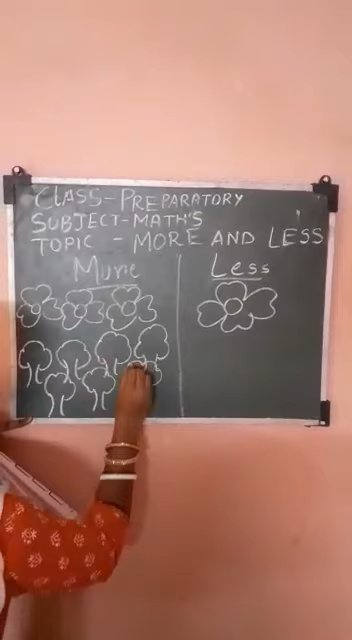 CLASS-PREPARATORY
SUBJECT-MATH'S
TOPIC - MORE AND LESS
More
Less